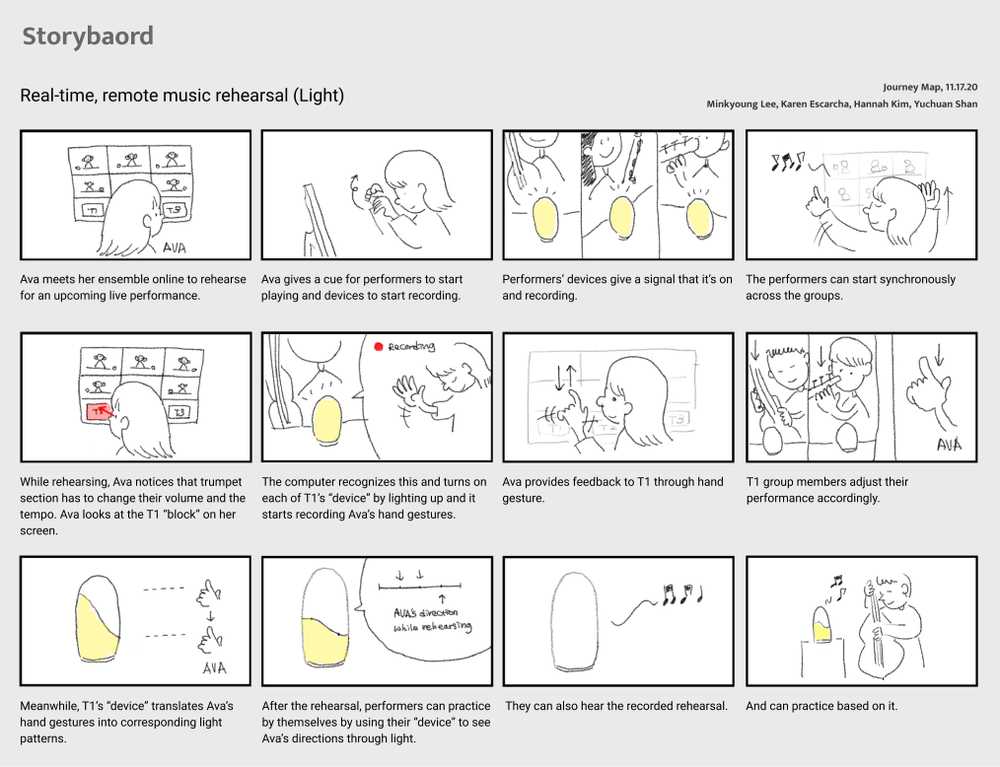 Storybaord
Real-time, remote music rehearsal (Light)
Journey Map, 11.17.20
Minkyoung Lee, Karen Escarcha, Hannah Kim, Yuchuan Shan
T1
T3
AVA
Ava meets her ensemble online to rehearse
for an upcoming live performance.
Ava gives a cue for performers to start
playing and devices to start recording.
Performers’ devices give a signal that it’s on
and recording.
The performers can start synchronously
across the groups.
T3
While rehearsing, Ava notices that trumpet
section has to change their volume and the
tempo. Ava looks at the T1 “block” on her
screen.
Recording
The computer recognizes this and turns on
each of T1’s “device” by lighting up and it
starts recording Ava’s hand gestures.
T1
T2
T3
Ava provides feedback to T1 through hand
gesture.
AVA
T1 group members adjust their
performance accordingly.
AVA
Meanwhile, T1’s “device” translates Ava’s
hand gestures into corresponding light
patterns.
AVA's direction
while rehearsing
After the rehearsal, performers can practice
by themselves by using their “device” to see
Ava’s directions through light.
They can also hear the recorded rehearsal.
And can practice based on it.